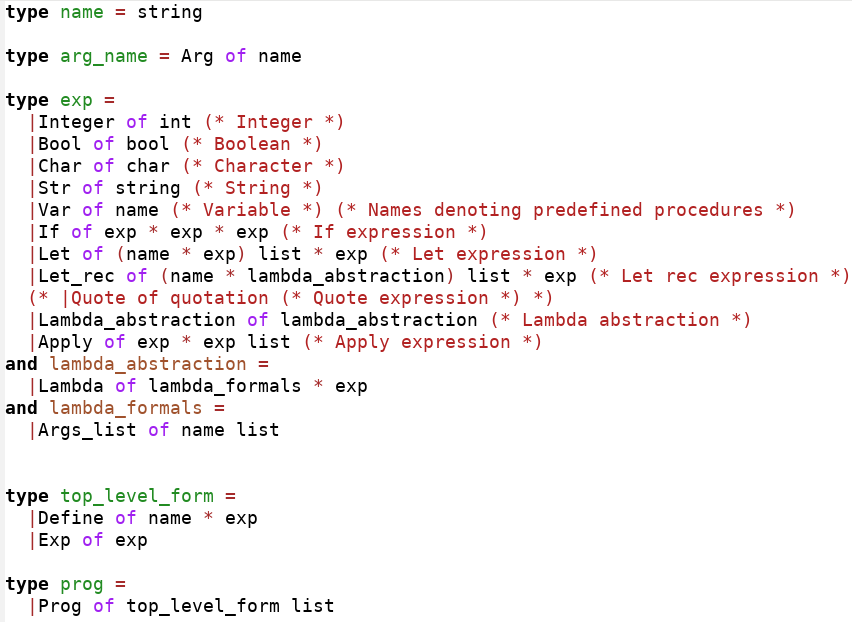 type name = string
type arg_name = Arg of name
type exp =
|Integer of int (* Integer *)
|Bool of bool (* Boolean *)
|Char of char (* Character *)
|Str of string (* String *)
|Var of name (* Variable *) (* Names denoting predefined procedures *)
|If of exp * exp * exp (* If expression *)
|Let of (name * exp) list * exp (* Let expression *)
|Let_rec of (name * lambda_abstraction) list * exp (* Let rec expression *)
(* |Quote of quotation (* Quote expression *) *)
|Lambda_abstraction of lambda_abstraction (* Lambda abstraction *)
|Apply of exp * exp list (* Apply expression *)
and lambda_abstraction =
|Lambda of lambda_formals * exp
and lambda_formals =
|Args_list of name list
type top_level_form =
|Define of name * exp
|Exp of exp
type prog =
|Prog of top_level_form list